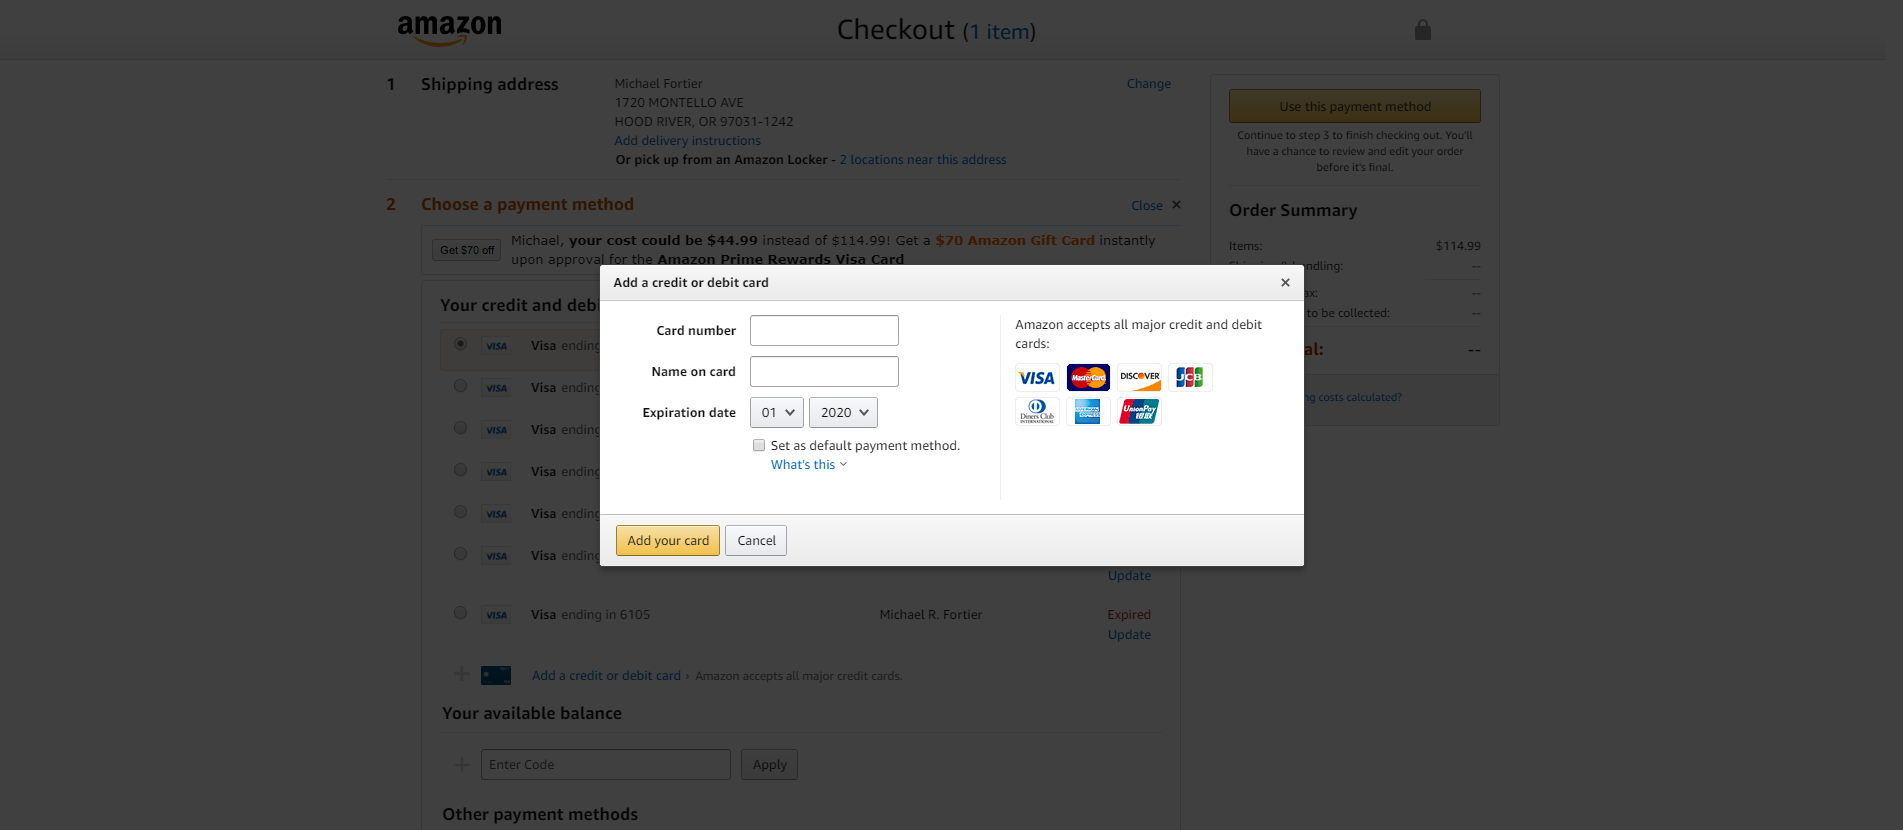 amazon
Checkout (1 item)
1 Shipping address
Michael Fortier
Change
1720 MONTELLO AVE
HOOD RIVER, OR 97031-1242
Add delivery instructions
Or pick up from an Amazon Locker - 2 locations near this address
2 Choose a payment method
Close ×
Get $70 off
Michael, your cost could be $44.99 instead of $114.99! Get a $70 Amazon Gift Card instantly
upon approval for the Amazon Prime Rewards Visa Card
Your credit and debi
VISA Visa ending
VISA Visa ending
VISA Visa ending
VISA Visa ending
VISA Visa ending
VISA Visa ending
Update
VISA Visa ending in 6105 Michael R. Fortier Expired
Update
Add a credit or debit card › Amazon accepts all major credit cards.
Your available balance
Enter Code
Apply
Other payment methods
Use this payment method
Continue to step 3 to finish checking out. You'll
have a chance to review and edit your order
before it's final.
Order Summary
Items: $114.99
ndling: --
ax: --
to be collected: --
al: --
ng costs calculated?
Add a credit or debit card ×
Card number
Name on card
Expiration date 01 2020
Set as default payment method.
What's this
Amazon accepts all major credit and debit
cards:
VISA MasterCard DISCOVER JCB
Diners Club INTERNATIONAL AMERICAN EXPRESS UnionPay 银联
Add your card Cancel